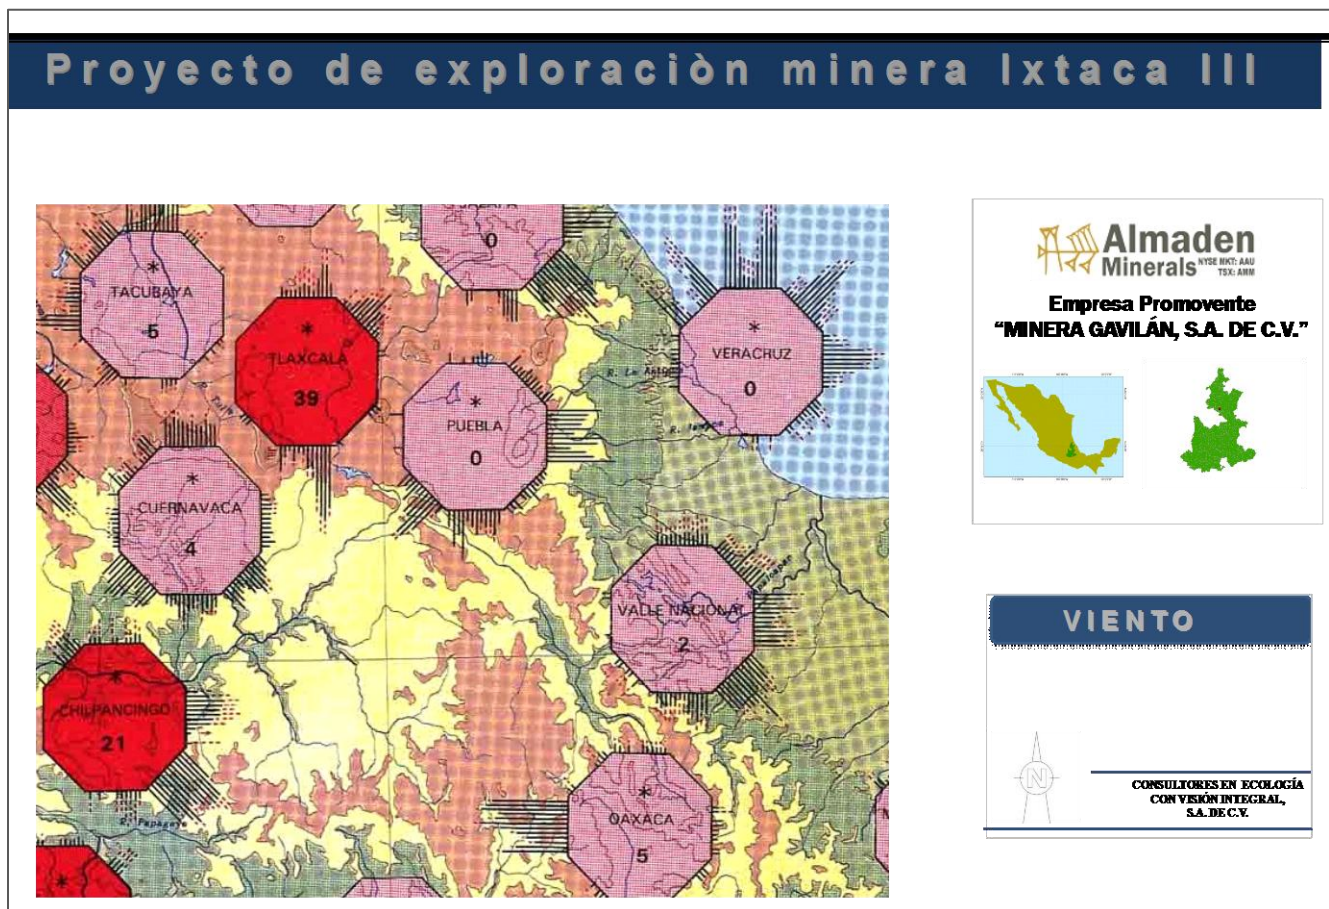 Proyecto de exploraciòn minera Ixtaca III
0
TACUBAYA
5
TLAXCALA
39
PUEBLA
0
VERACRUZ
0
R. La Antigua
R. Jamapa
CUERNAVACA
4
VALLE NACIONAL
2
CHILPANCINGO
21
R. Papagayo
OAXACA
5
Almaden
Minerals
NYSE MKT: AAU
TSX: AMM
Empresa Promovente
“MINERA GAVILÁN, S.A. DE C.V.”
VIENTO
N
CONSULTORES EN ECOLOGÍA
CON VISIÓN INTEGRAL,
S.A. DE C.V.